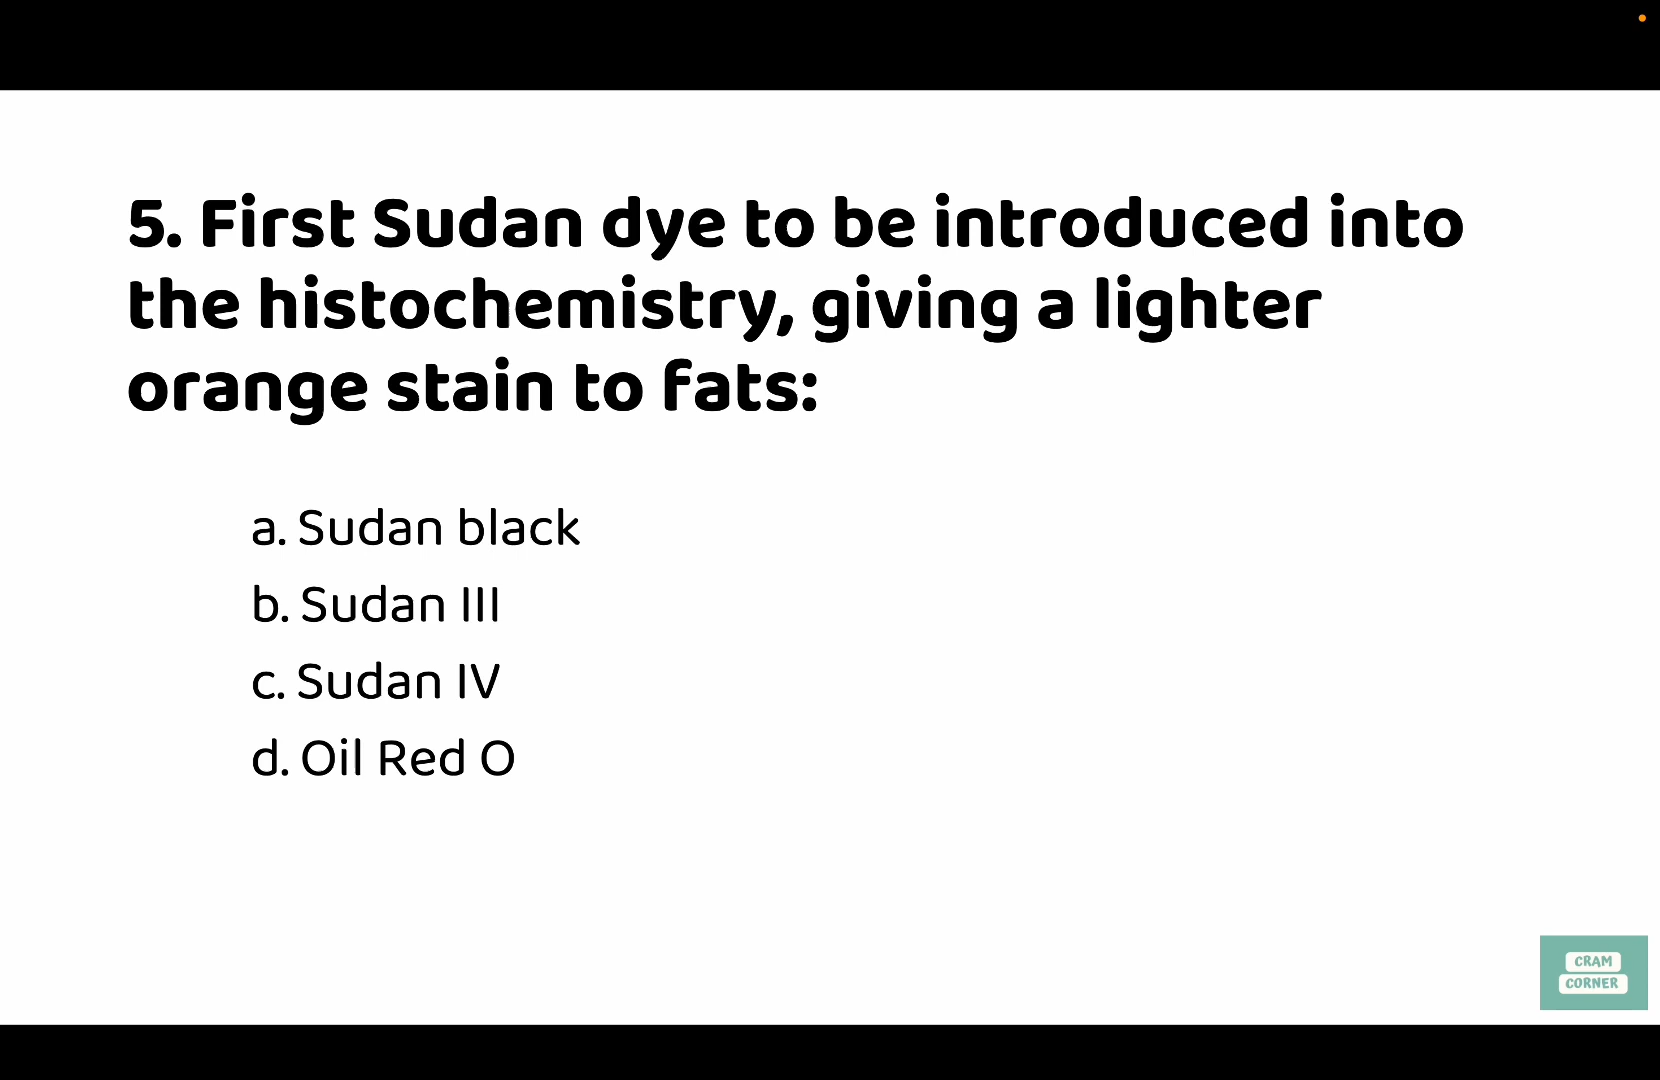 5. First Sudan dye to be introduced into
the histochemistry, giving a lighter
orange stain to fats:
a. Sudan black
b. Sudan III
c. Sudan IV
d. Oil Red O
CRAM
CORNER